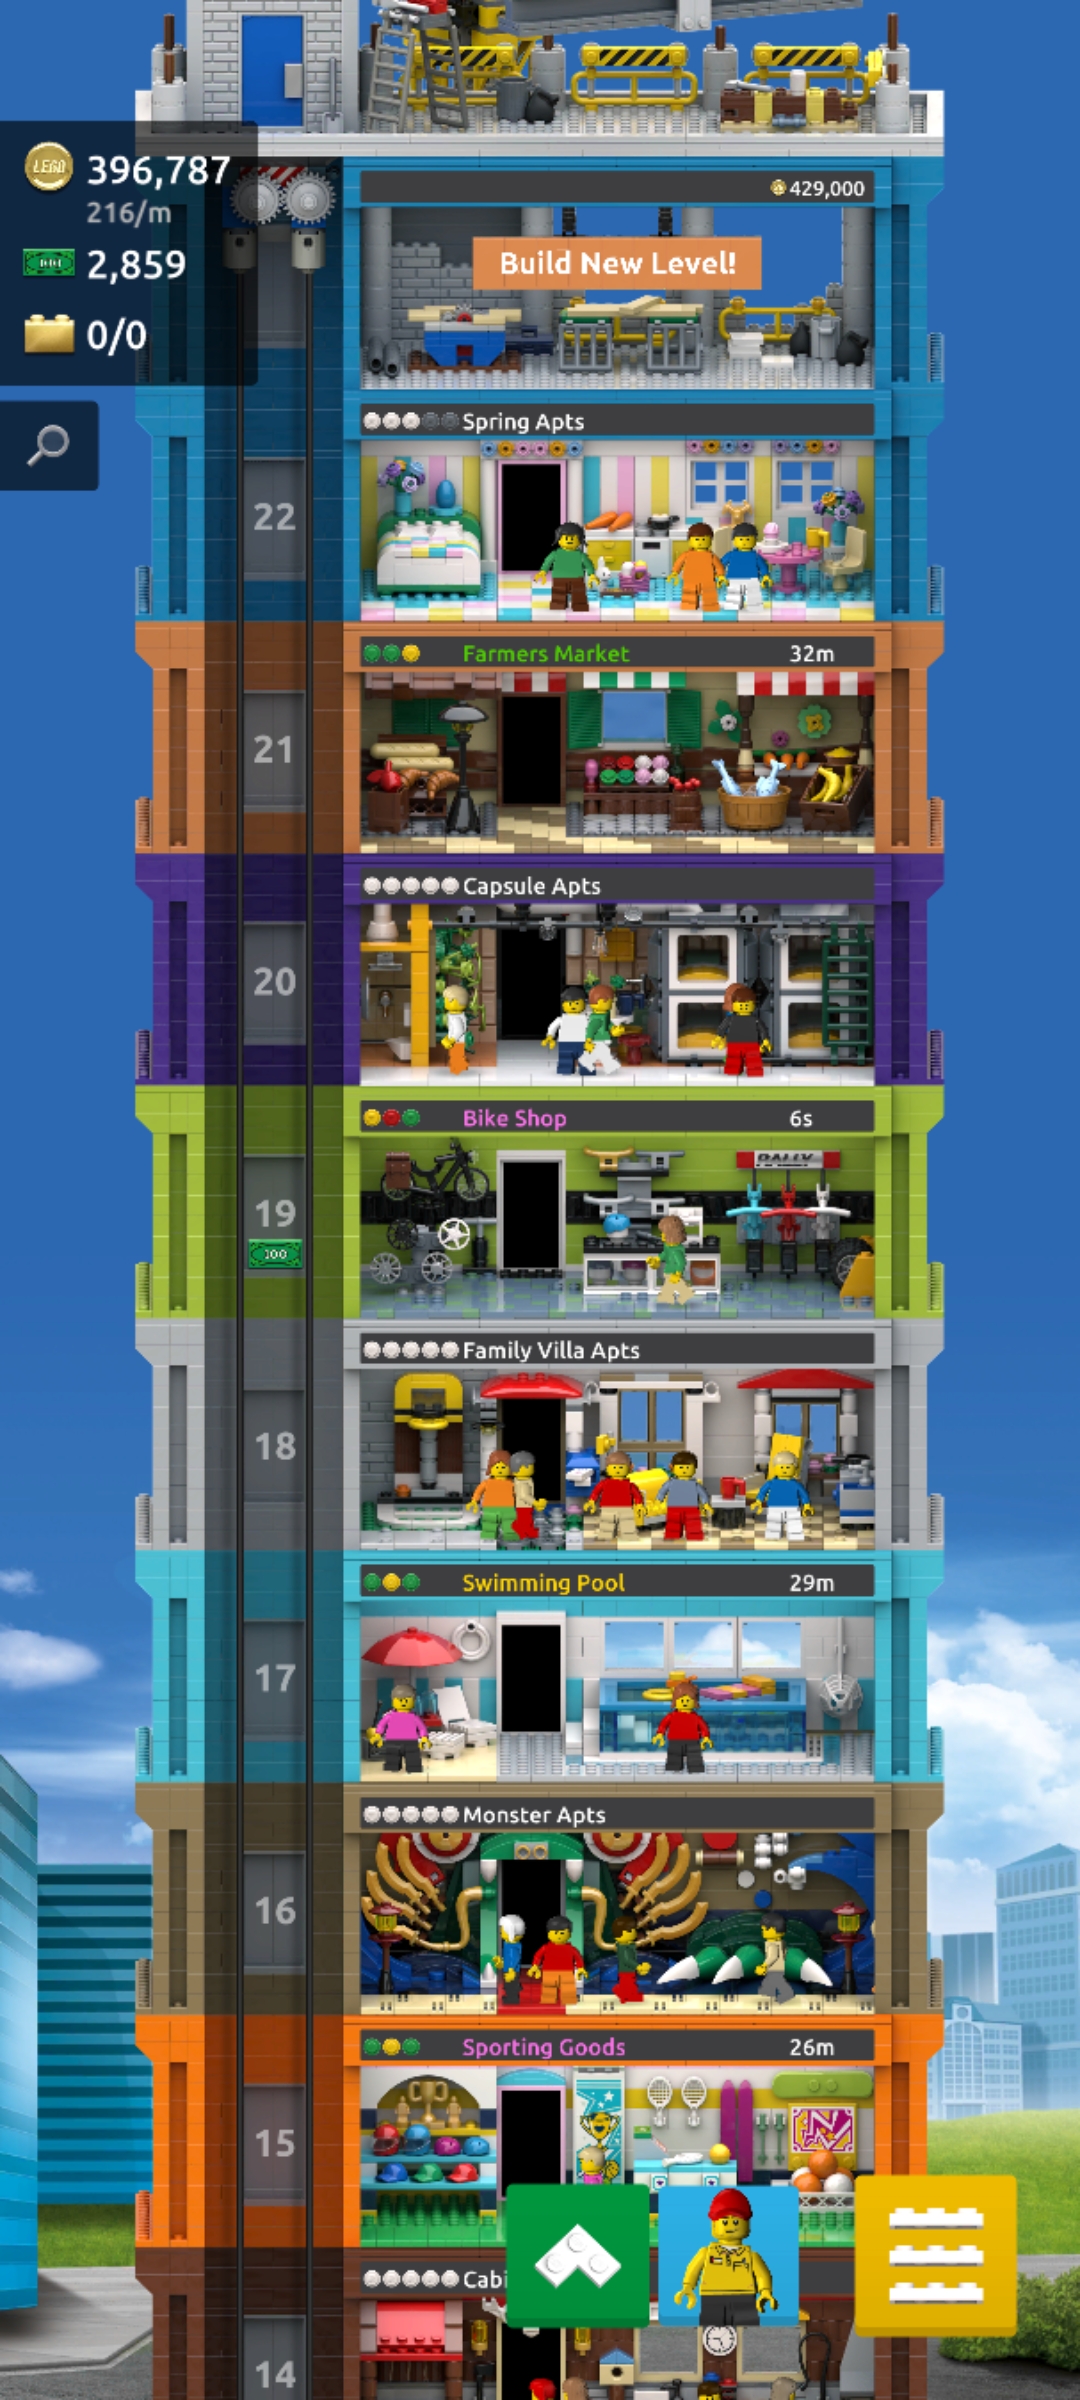 LEGO 396,787
216/m
100 2,859
0/0
429,000
Build New Level!
Spring Apts
22
Farmers Market 32m
21
Capsule Apts
20
Bike Shop 6s
RALLY
19
100
Family Villa Apts
18
Swimming Pool 29m
17
Monster Apts
16
Sporting Goods 26m
15
Cabi
14